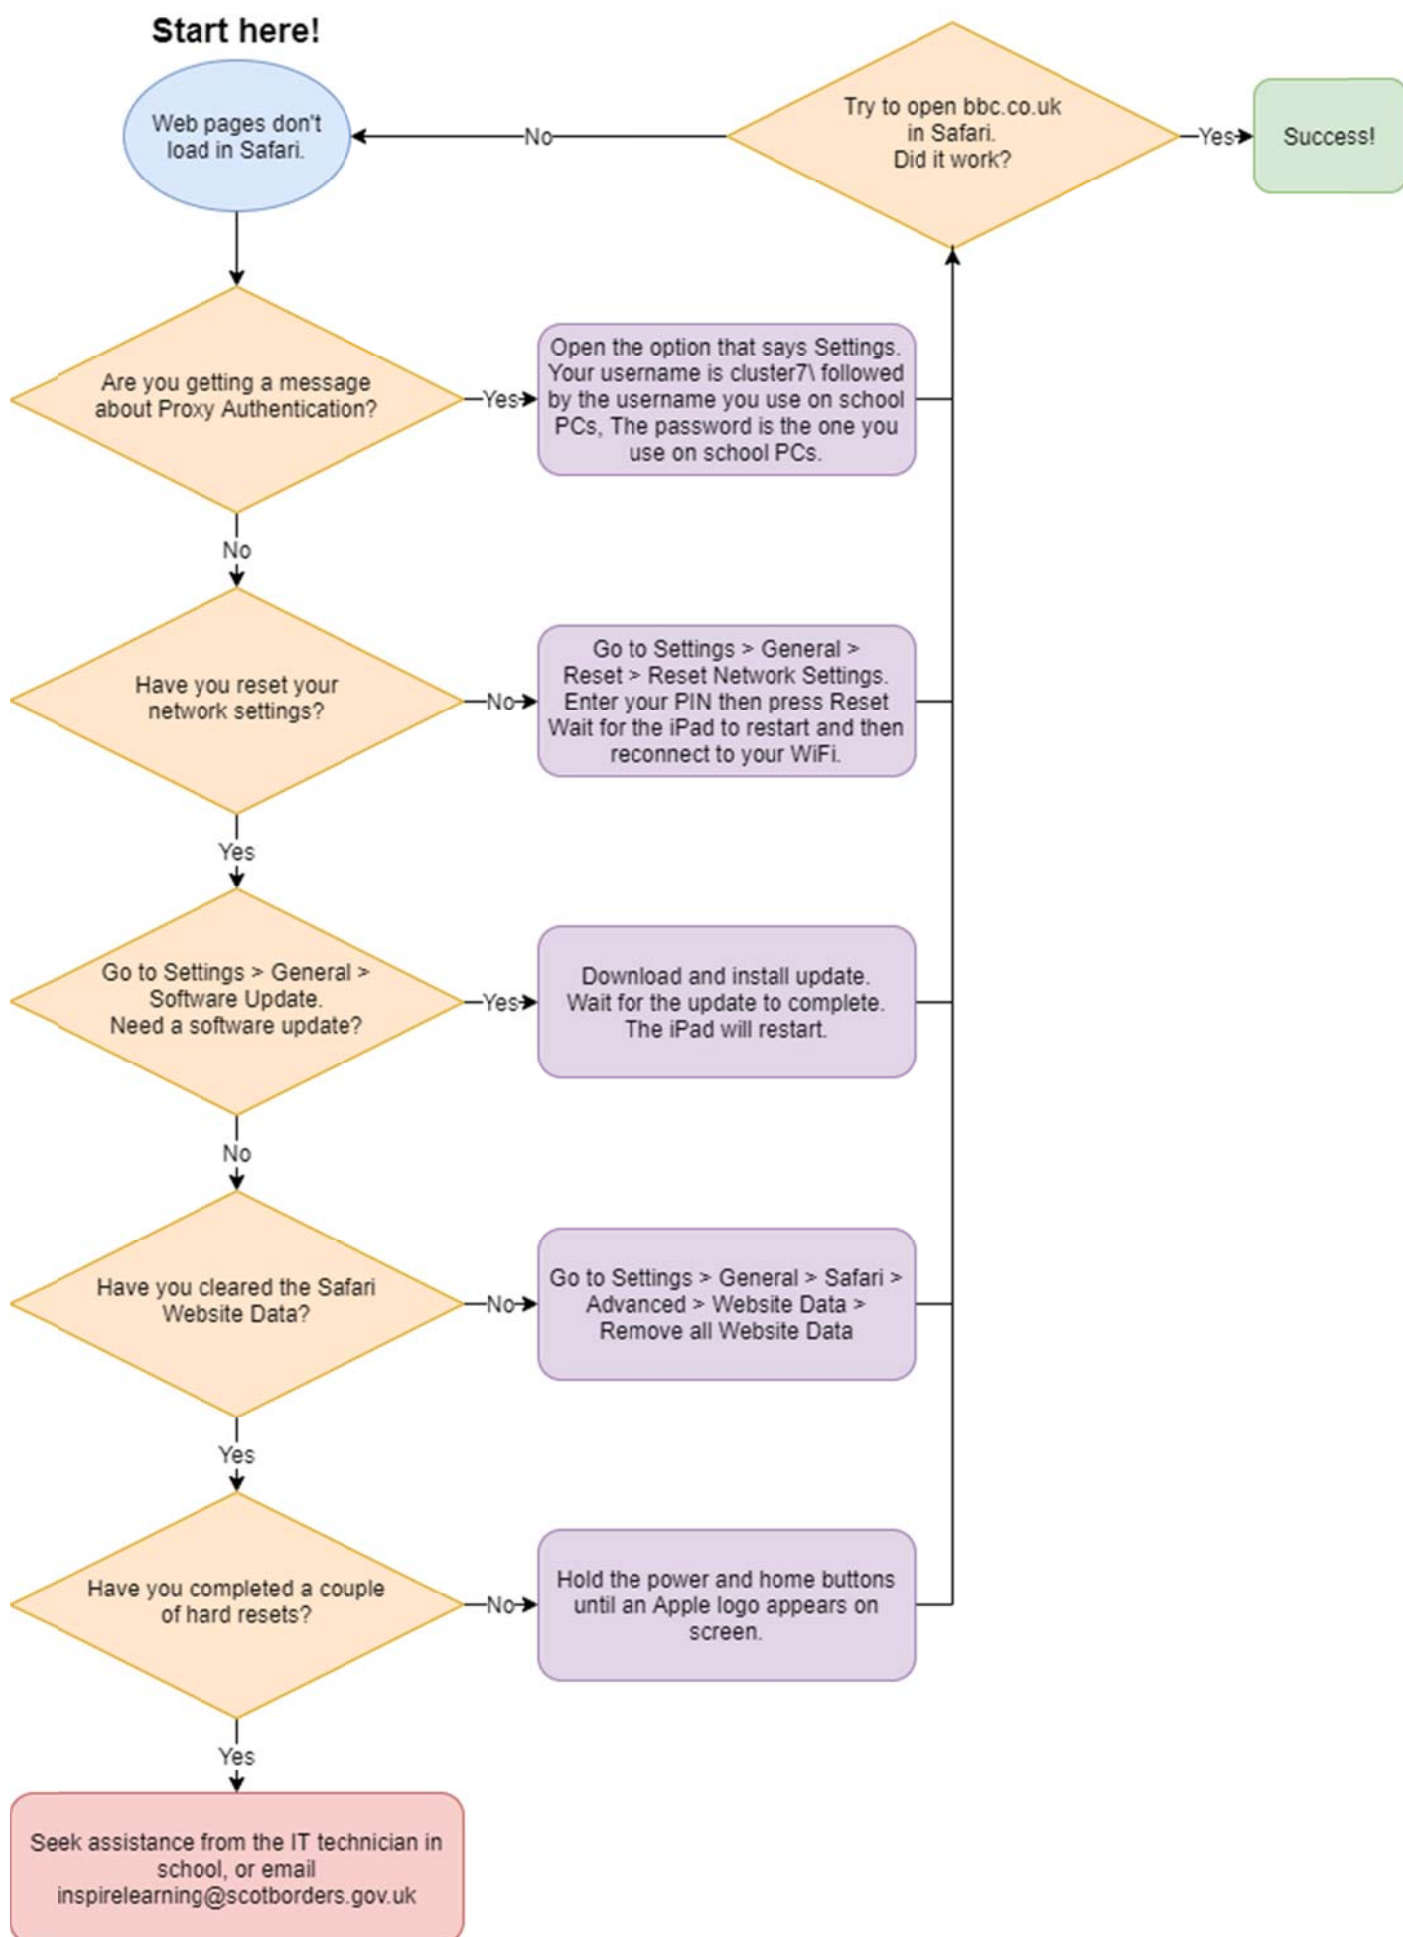 Start here!
Web pages don't
load in Safari.
No
Try to open bbc.co.uk
in Safari.
Did it work?
Yes
Success!
Are you getting a message
about Proxy Authentication?
Yes
Open the option that says Settings.
Your username is cluster7\ followed
by the username you use on school
PCs, The password is the one you
use on school PCs.
No
Have you reset your
network settings?
No
Go to Settings > General >
Reset > Reset Network Settings.
Enter your PIN then press Reset
Wait for the iPad to restart and then
reconnect to your WiFi.
Yes
Go to Settings > General >
Software Update.
Need a software update?
Yes
Download and install update.
Wait for the update to complete.
The iPad will restart.
No
Have you cleared the Safari
Website Data?
No
Go to Settings > General > Safari >
Advanced > Website Data >
Remove all Website Data
Yes
Have you completed a couple
of hard resets?
No
Hold the power and home buttons
until an Apple logo appears on
screen.
Yes
Seek assistance from the IT technician in
school, or email
inspirelearning@scotborders.gov.uk